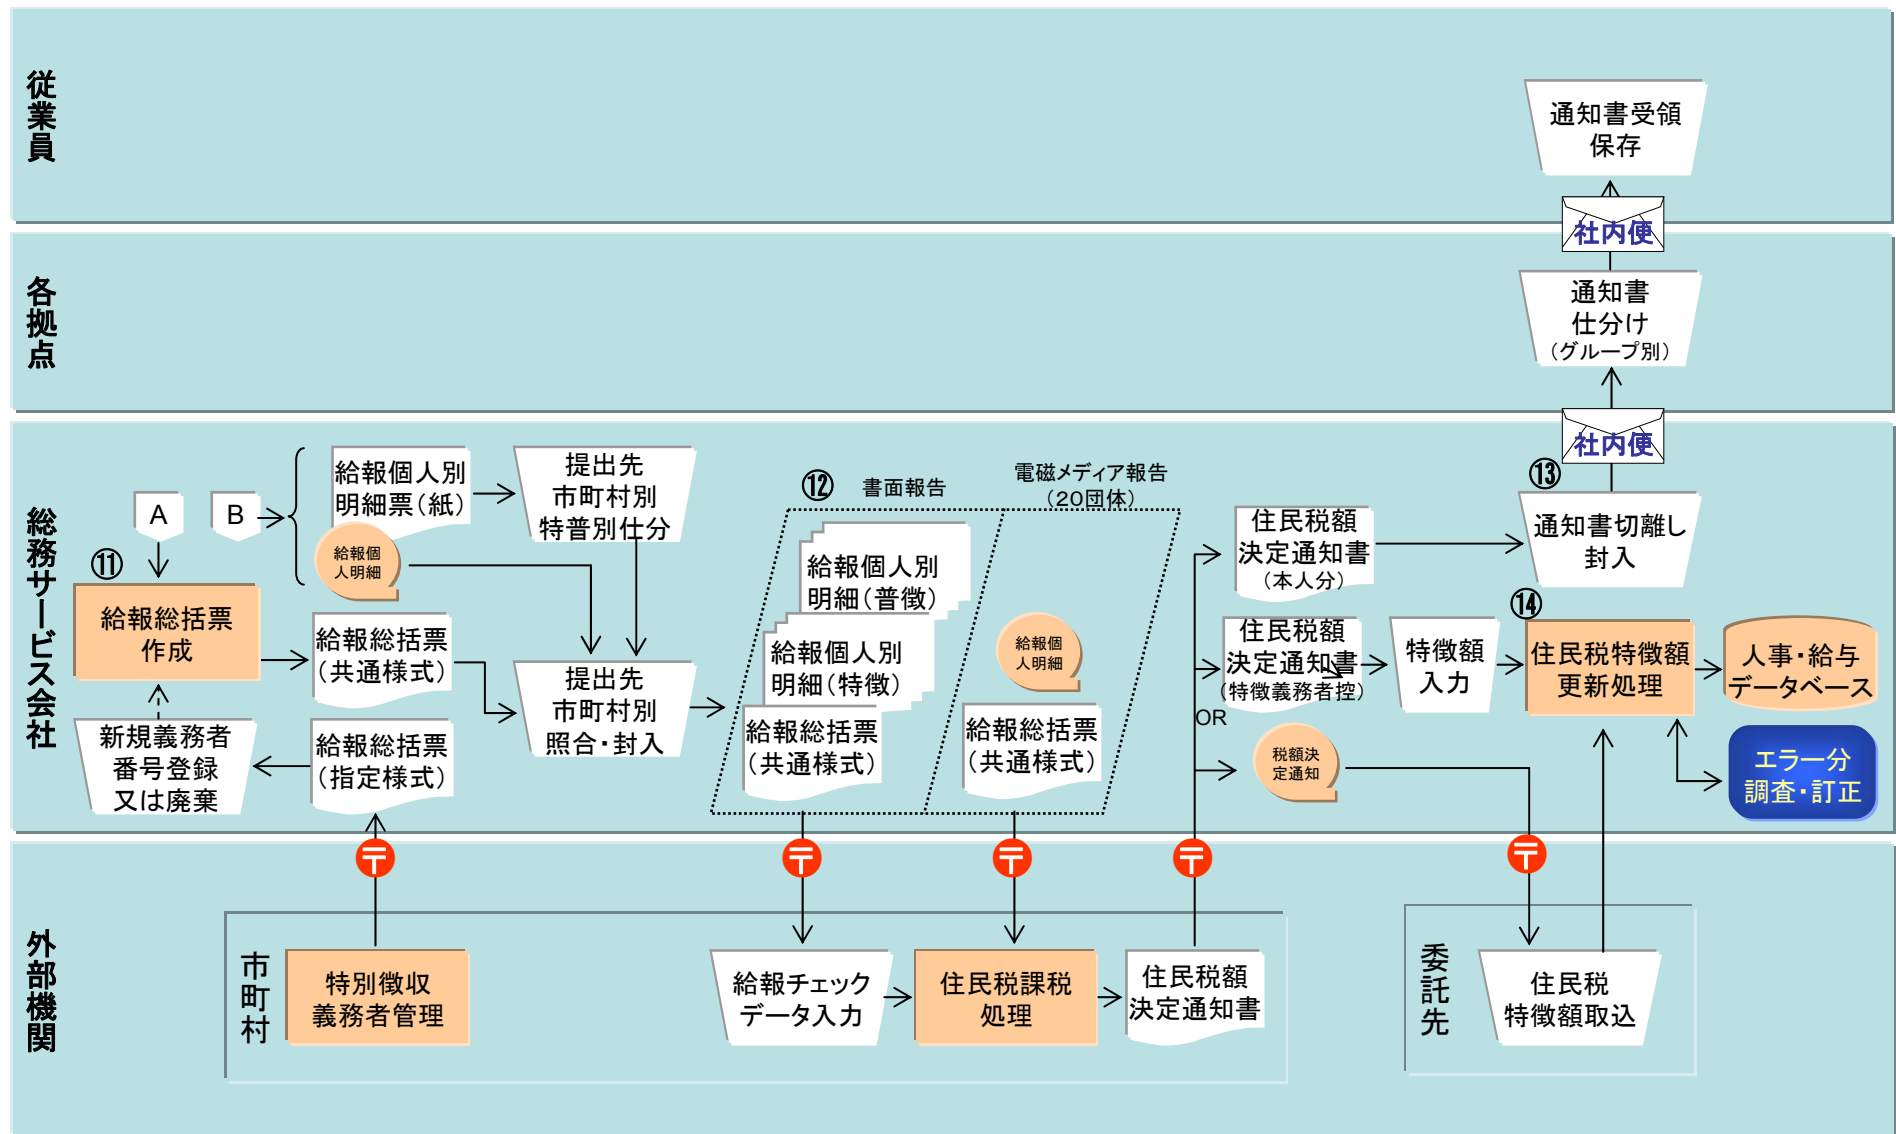 従業員
通知書受領
保存
社内便
各拠点
通知書
仕分け
（グループ別）
社内便
総務サービス会社
A
B
⑪
給報総括票
作成
新規義務者
番号登録
又は廃棄
給報個人別
明細票（紙）
給報個
人明細
給報総括票
（共通様式）
給報総括票
（指定様式）
提出先
市町村別
特普別仕分
提出先
市町村別
照合・封入
⑫
書面報告
電磁メディア報告
（20団体）
給報個人別
明細（普徴）
給報個人別
明細（特徴）
給報総括票
（共通様式）
給報個
人明細
給報総括票
（共通様式）
住民税額
決定通知書
（本人分）
住民税額
決定通知書
（特徴義務者控）
OR
税額決
定通知
特徴額
入力
⑬
通知書切離し
封入
⑭
住民税特徴額
更新処理
人事・給与
データベース
エラー分
調査・訂正
外部機関
市町村
特別徴収
義務者管理
給報チェック
データ入力
住民税課税
処理
住民税額
決定通知書
委託先
住民税
特徴額取込